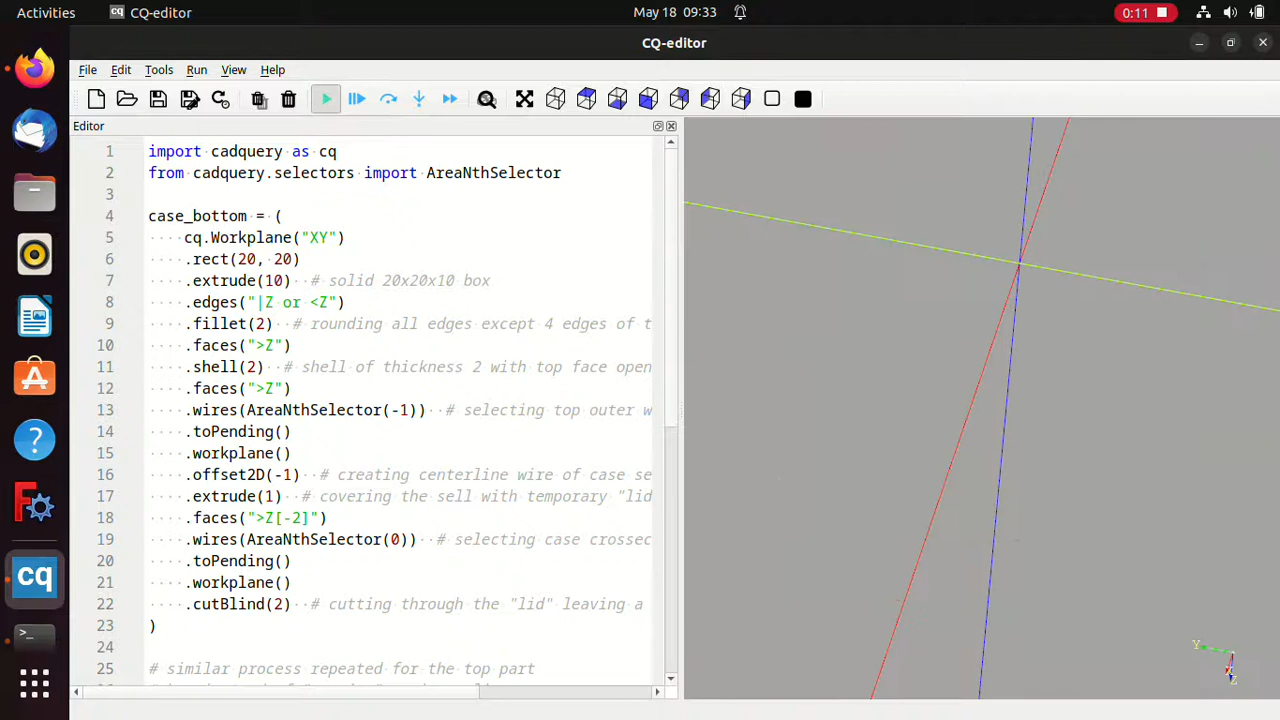 Activities
CQ-editor
May 18 09:33
0:11
CQ-editor
File Edit Tools Run View Help
Editor
1 import cadquery as cq
2 from cadquery.selectors import AreaNthSelector
3
4 case_bottom = (
5 cq.Workplane("XY")
6 .rect(20, 20)
7 .extrude(10) # solid 20x20x10 box
8 .edges("|Z or <Z")
9 .fillet(2) # rounding all edges except 4 edges of t
10 .faces(">Z")
11 .shell(2) # shell of thickness 2 with top face open
12 .faces(">Z")
13 .wires(AreaNthSelector(-1)) # selecting top outer w
14 .toPending()
15 .workplane()
16 .offset2D(-1) # creating centerline wire of case se
17 .extrude(1) # covering the sell with temporary "lid
18 .faces(">Z[-2]")
19 .wires(AreaNthSelector(0)) # selecting case crossec
20 .toPending()
21 .workplane()
22 .cutBlind(2) # cutting through the "lid" leaving a
23 )
24
25 # similar process repeated for the top part
cq
Y
Z